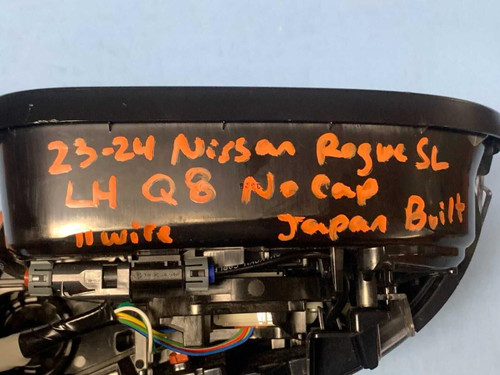 23-24 Nissan Rogue SL
LH Q8 No Cap
11 wire Japan Built